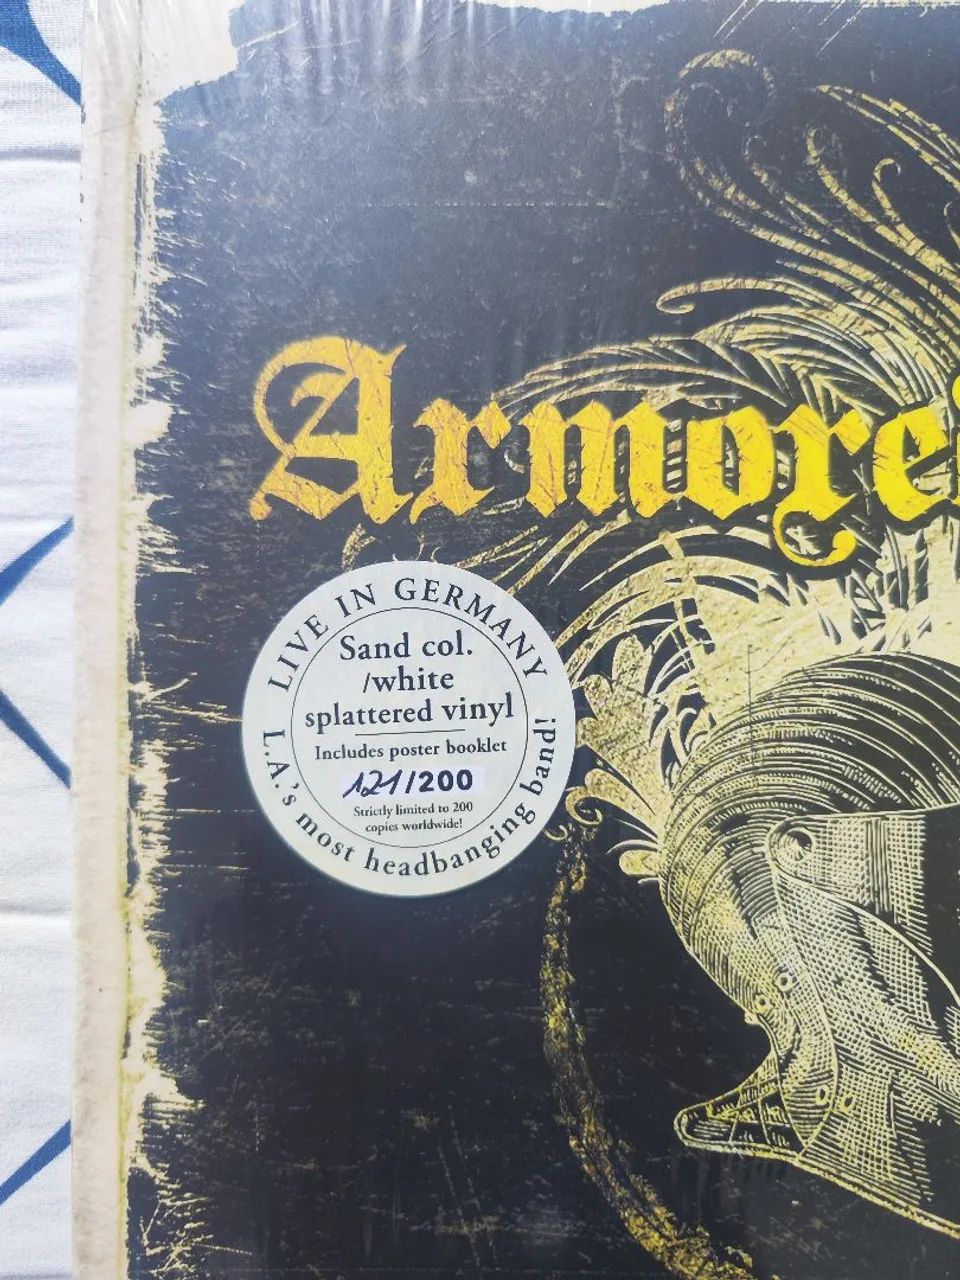 Armore
LIVE IN GERMANY
Sand col.
/white
splattered vinyl
Includes poster booklet
121/200
Strictly limited to 200
copies worldwide!
L.A.'s most headbanging band!